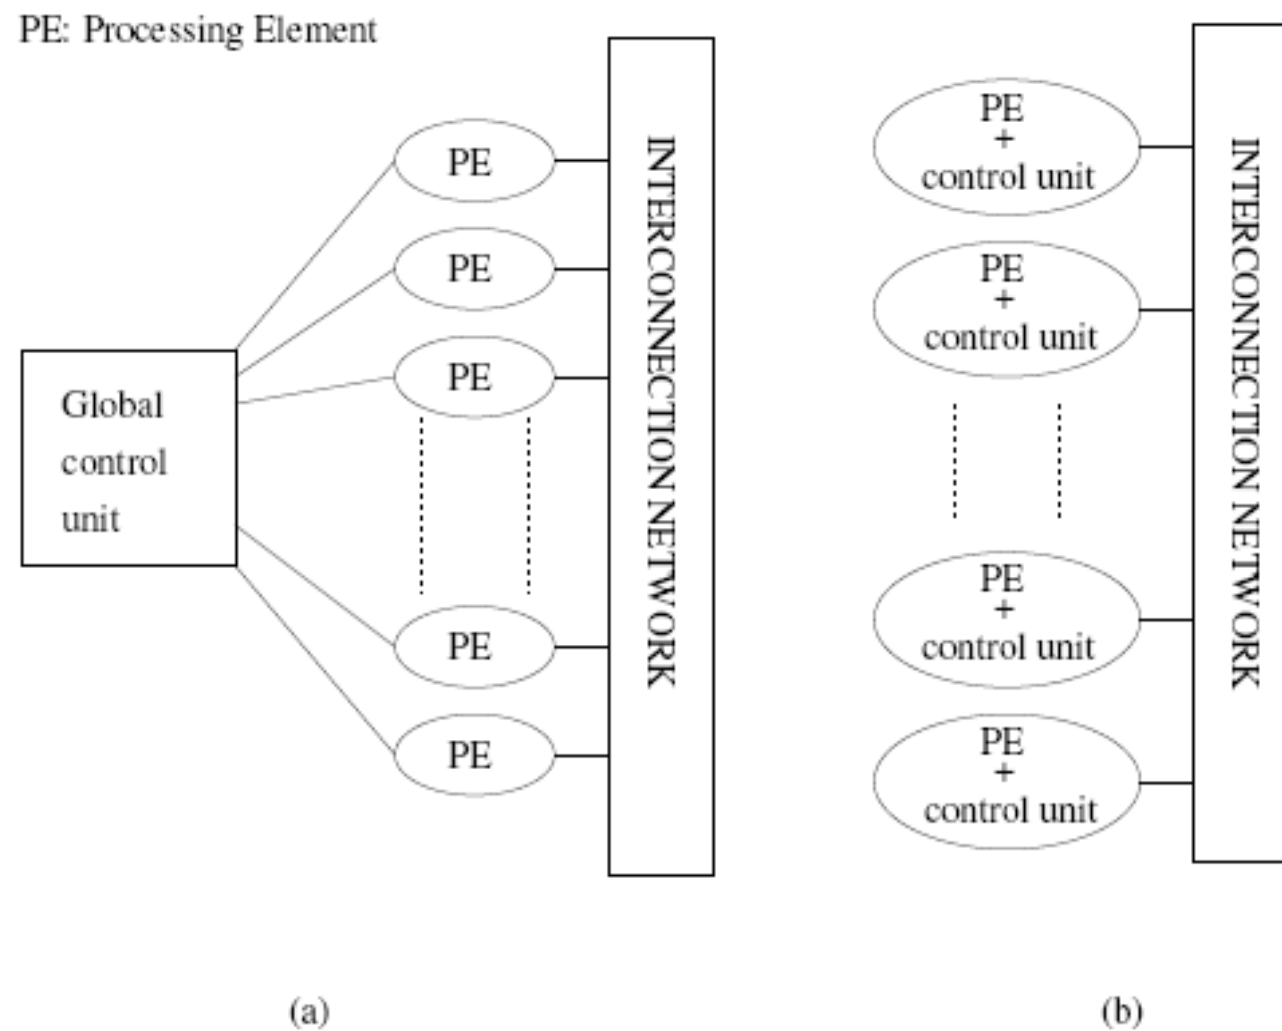 PE: Processing Element
PE
PE
PE
PE
PE
Global
control
unit
INTERCONNECTION NETWORK
(a)
PE
+
control unit
PE
+
control unit
PE
+
control unit
PE
+
control unit
INTERCONNECTION NETWORK
(b)